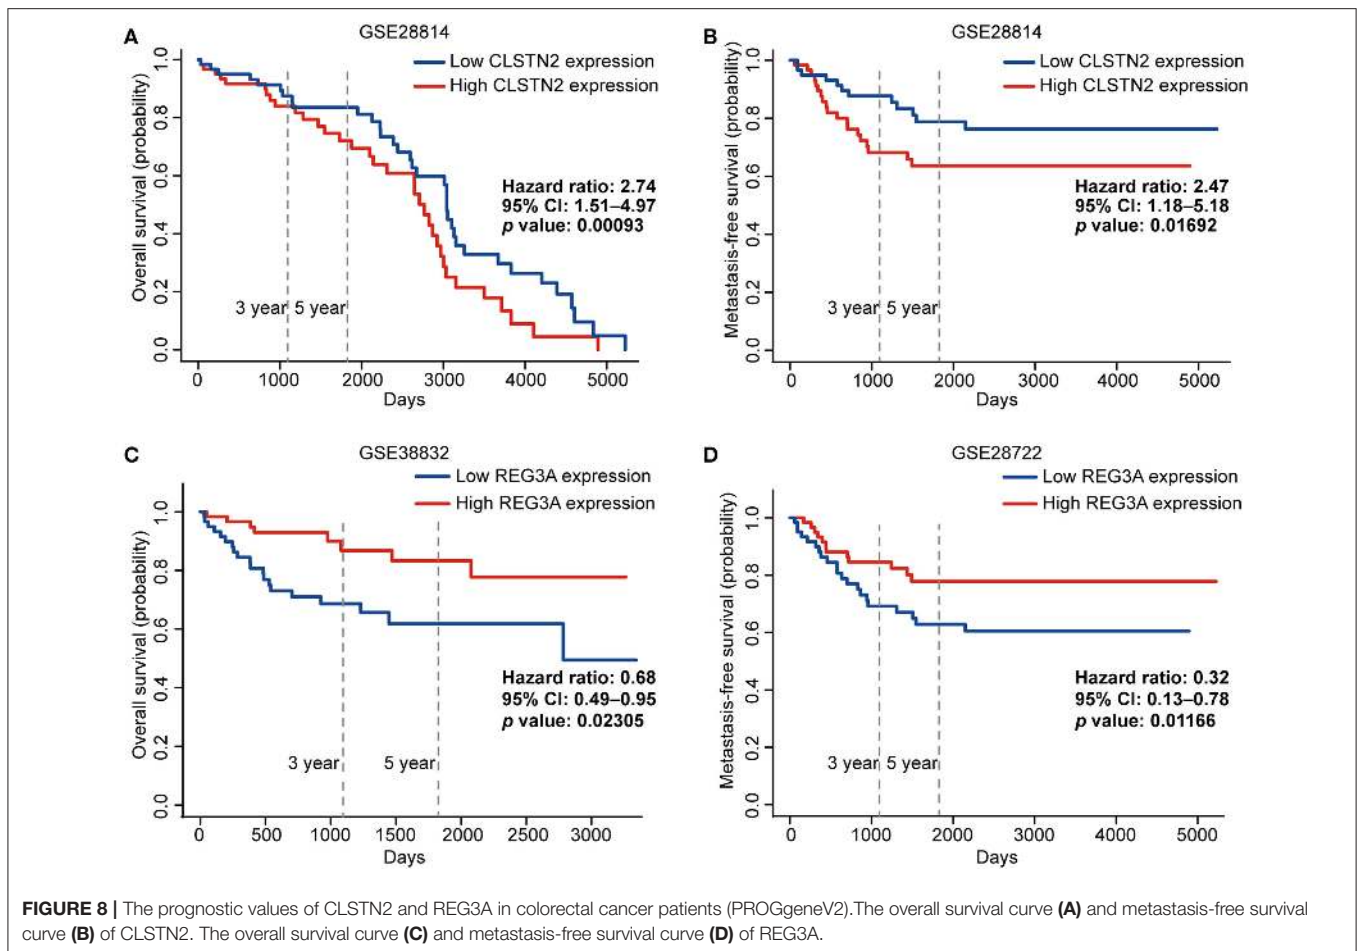 A
GSE28814
Low CLSTN2 expression
High CLSTN2 expression
Overall survival (probability)
1.0
0.8
0.6
0.4
0.2
0.0
Hazard ratio: 2.74
95% CI: 1.51–4.97
p value: 0.00093
3 year
5 year
0 1000 2000 3000 4000 5000
Days
B
GSE28814
Low CLSTN2 expression
High CLSTN2 expression
Metastasis-free survival (probability)
1.0
0.8
0.6
0.4
0.2
0.0
Hazard ratio: 2.47
95% CI: 1.18–5.18
p value: 0.01692
3 year
5 year
0 1000 2000 3000 4000 5000
Days
C
GSE38832
Low REG3A expression
High REG3A expression
Overall survival (probability)
1.0
0.8
0.6
0.4
0.2
0.0
Hazard ratio: 0.68
95% CI: 0.49–0.95
p value: 0.02305
3 year
5 year
0 500 1000 1500 2000 2500 3000
Days
D
GSE28722
Low REG3A expression
High REG3A expression
Metastasis-free survival (probability)
1.0
0.8
0.6
0.4
0.2
0.0
Hazard ratio: 0.32
95% CI: 0.13–0.78
p value: 0.01166
3 year
5 year
0 1000 2000 3000 4000 5000
Days
FIGURE 8 | The prognostic values of CLSTN2 and REG3A in colorectal cancer patients (PROGgeneV2).The overall survival curve (A) and metastasis-free survival
curve (B) of CLSTN2. The overall survival curve (C) and metastasis-free survival curve (D) of REG3A.